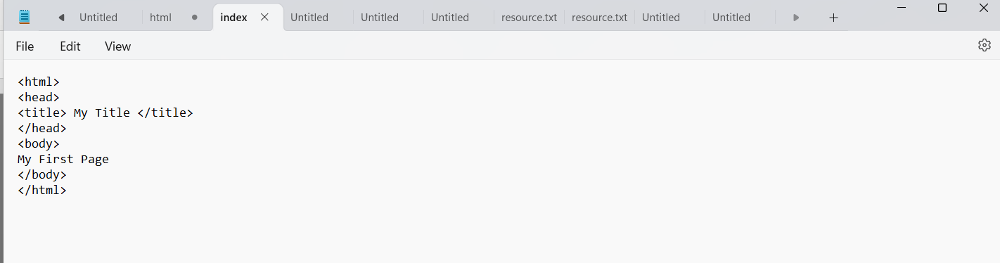 Untitled html index Untitled Untitled Untitled resource.txt resource.txt Untitled Untitled
File Edit View
<html>
<head>
<title> My Title </title>
</head>
<body>
My First Page
</body>
</html>